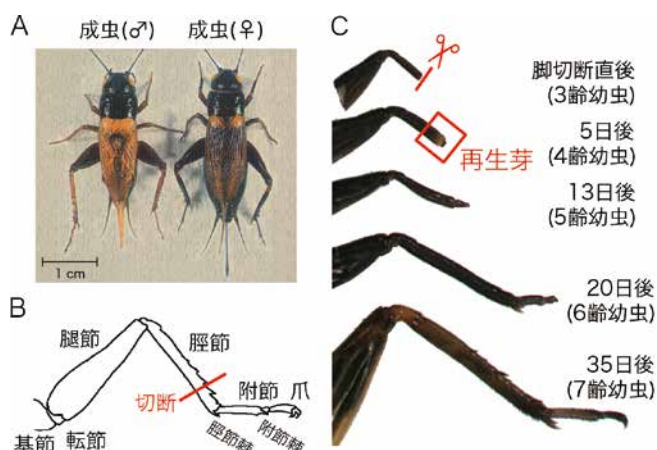 A
成虫(♂)
成虫(♀)
1 cm
B
腿節
脛節
切断
附節
爪
基節
転節
脛節棘
附節棘
C
脚切断直後
(3齢幼虫)
5日後
(4齢幼虫)
再生芽
13日後
(5齢幼虫)
20日後
(6齢幼虫)
35日後
(7齢幼虫)